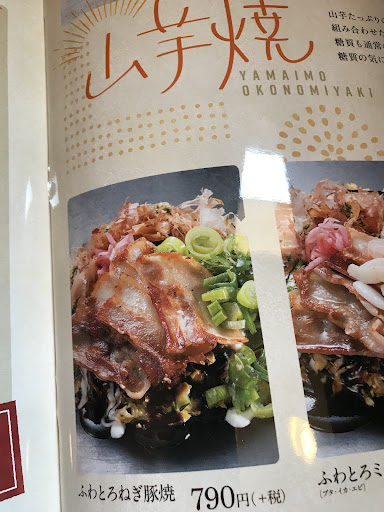 山芋焼
YAMAIMO
OKONOMIYAKI
山芋たっぷりの
組み合わせた
糖質も通常の
糖質の気に
ふわとろねぎ豚焼 790円(+税)
ふわとろミ
[ブタ・イカ・エビ]